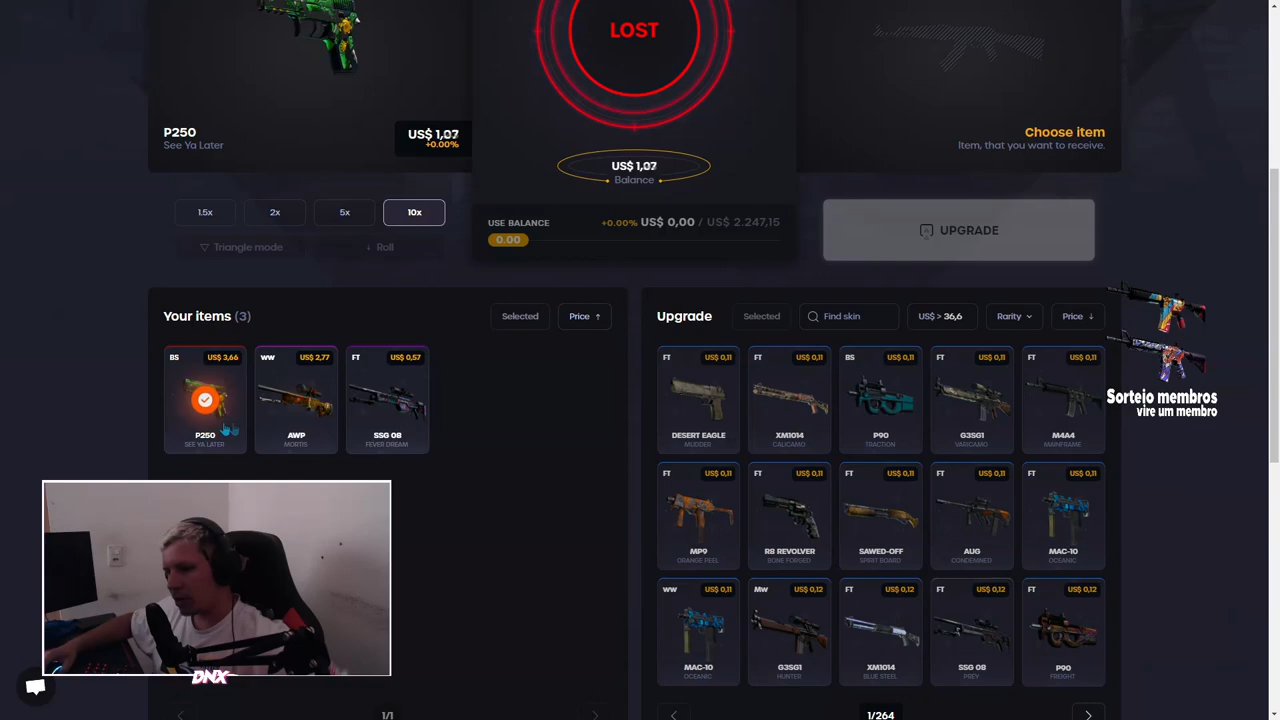 LOST
P250
See Ya Later
US$ 1,07
+0.00%
US$ 1,07
Balance
Choose item
Item, that you want to receive.
1.5x
2x
5x
10x
Triangle mode
Roll
USE BALANCE
+0.00% US$ 0,00 / US$ 2.247,15
0.00
UPGRADE
Your items (3)
Selected
Price ↑
BS US$ 3,66
P250
SEE YA LATER
WW US$ 2,77
AWP
MORTIS
FT US$ 0,57
SSG 08
FEVER DREAM
Upgrade
Selected
Find skin
US$ > 36,6
Rarity
Price ↓
FT US$ 0,11
DESERT EAGLE
MUDDER
FT US$ 0,11
XM1014
CALICAMO
BS US$ 0,11
P90
TRACTION
FT US$ 0,11
G3SG1
VARICAMO
FT US$ 0,11
M4A4
MAINFRAME
FT US$ 0,11
MP9
ORANGE PEEL
FT US$ 0,11
R8 REVOLVER
BONE FORGED
FT US$ 0,11
SAWED-OFF
SPIRIT BOARD
FT US$ 0,11
AUG
CONDEMNED
FT US$ 0,11
MAC-10
OCEANIC
WW US$ 0,11
MAC-10
OCEANIC
MW US$ 0,12
G3SG1
HUNTER
FT US$ 0,12
XM1014
BLUE STEEL
FT US$ 0,12
SSG 08
PREY
FT US$ 0,12
P90
FREIGHT
1/1
1/264
Sorteio membros
vire um membro
DNX